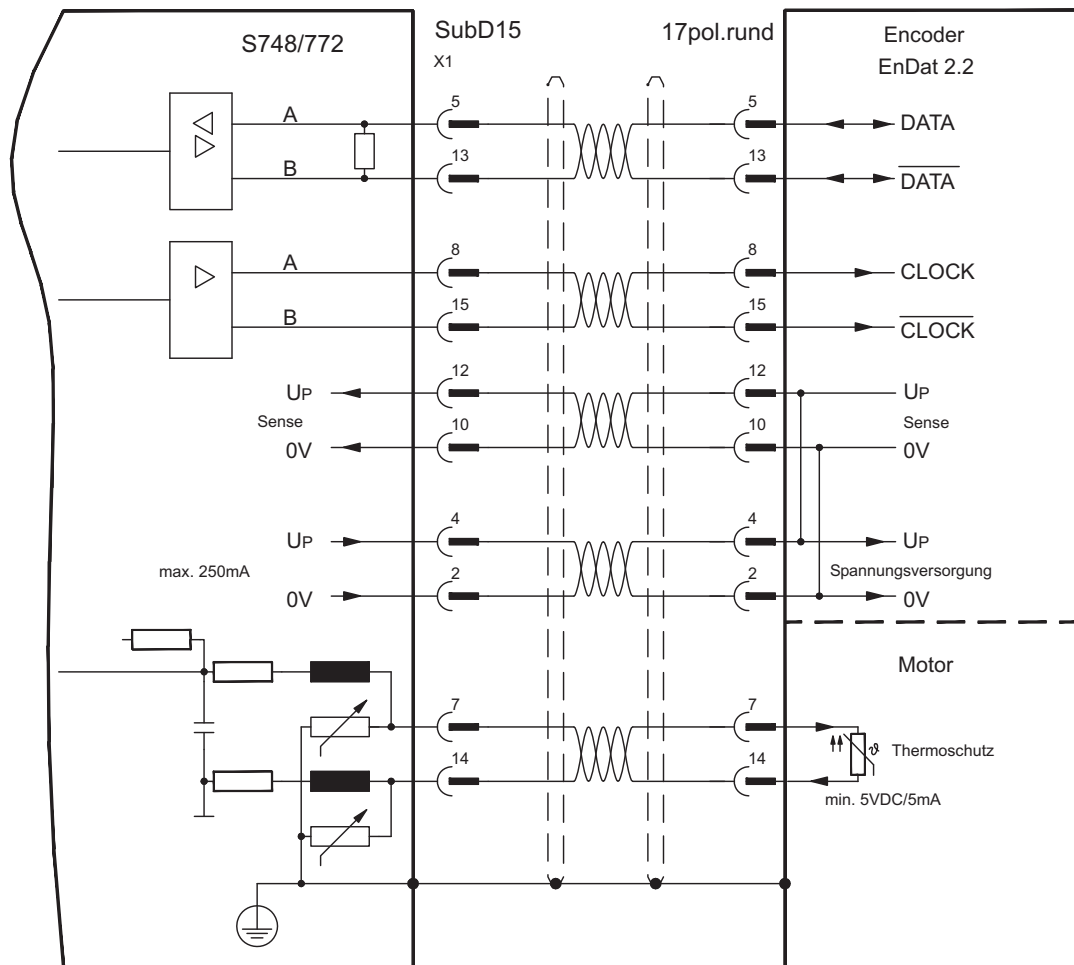 S748/772
SubD15
X1
17pol.rund
Encoder
EnDat 2.2
A
5
5
DATA
B
13
13
DATA
A
8
8
CLOCK
B
15
15
CLOCK
UP
12
12
UP
Sense
Sense
0V
10
10
0V
UP
4
4
UP
max. 250mA
Spannungsversorgung
0V
2
2
0V
Motor
7
7
ϑ
Thermoschutz
14
14
min. 5VDC/5mA